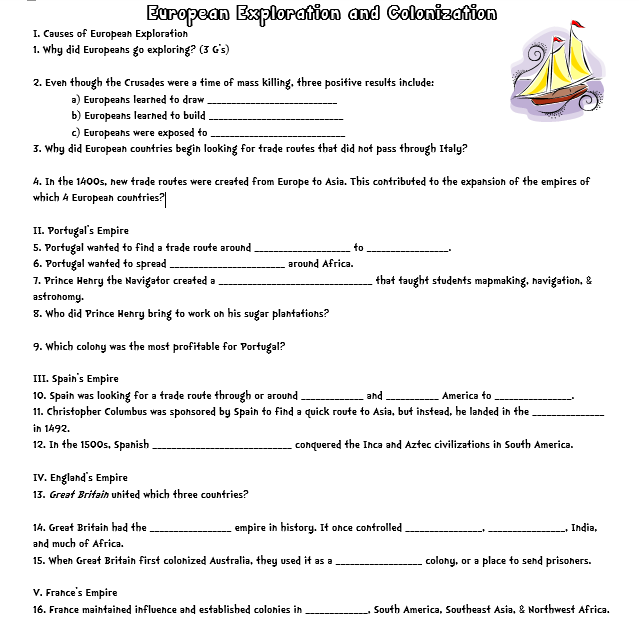 European Exploration and Colonization
I. Causes of European Exploration
1. Why did Europeans go exploring? (3 G's)
2. Even though the Crusades were a time of mass killing, three positive results include:
a) Europeans learned to draw ____________________
b) Europeans learned to build _____________________
c) Europeans were exposed to _____________________
3. Why did European countries begin looking for trade routes that did not pass through Italy?
4. In the 1400s, new trade routes were created from Europe to Asia. This contributed to the expansion of the empires of
which 4 European countries?
II. Portugal's Empire
5. Portugal wanted to find a trade route around _______________ to _____________.
6. Portugal wanted to spread __________________ around Africa.
7. Prince Henry the Navigator created a ________________________ that taught students mapmaking, navigation, &
astronomy.
8. Who did Prince Henry bring to work on his sugar plantations?
9. Which colony was the most profitable for Portugal?
III. Spain's Empire
10. Spain was looking for a trade route through or around __________ and ________ America to ____________.
11. Christopher Columbus was sponsored by Spain to find a quick route to Asia, but instead, he landed in the ___________
in 1492.
12. In the 1500s, Spanish ______________________ conquered the Inca and Aztec civilizations in South America.
IV. England's Empire
13. Great Britain united which three countries?
14. Great Britain had the _____________ empire in history. It once controlled ____________, ____________, India,
and much of Africa.
15. When Great Britain first colonized Australia, they used it as a ______________ colony, or a place to send prisoners.
V. France's Empire
16. France maintained influence and established colonies in __________, South America, Southeast Asia, & Northwest Africa.